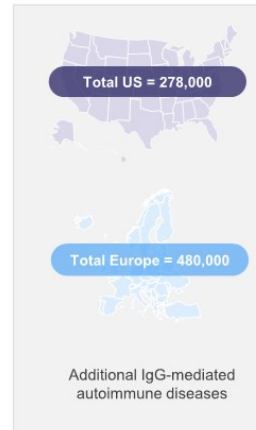 Total US = 278,000
Total Europe = 480,000
Additional IgG-mediated
autoimmune diseases